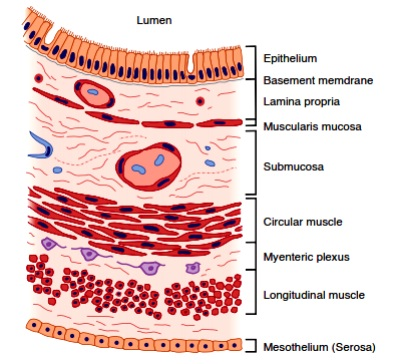 Lumen
Epithelium
Basement memdrane
Lamina propria
Muscularis mucosa
Submucosa
Circular muscle
Myenteric plexus
Longitudinal muscle
Mesothelium (Serosa)